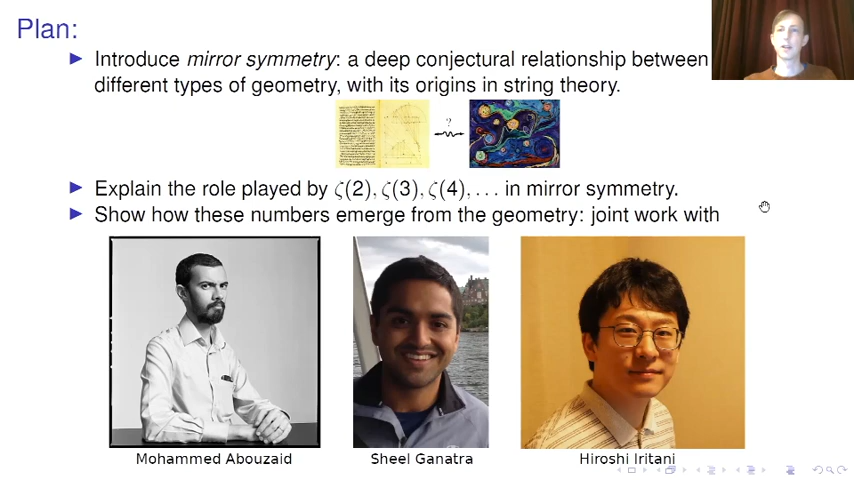 Plan:
Introduce mirror symmetry: a deep conjectural relationship between
different types of geometry, with its origins in string theory.
?
Explain the role played by ζ(2), ζ(3), ζ(4), . . . in mirror symmetry.
Show how these numbers emerge from the geometry: joint work with
Mohammed Abouzaid
Sheel Ganatra
Hiroshi Iritani